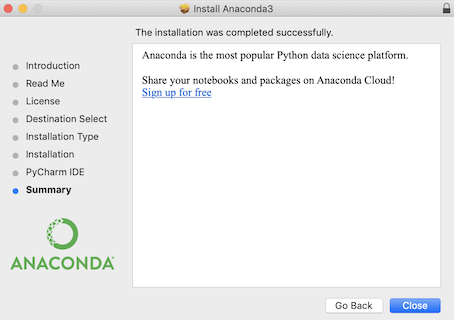 Install Anaconda3
The installation was completed successfully.
Introduction
Read Me
License
Destination Select
Installation Type
Installation
PyCharm IDE
Summary
Anaconda is the most popular Python data science platform.
Share your notebooks and packages on Anaconda Cloud!
Sign up for free
ANACONDA
Go Back
Close